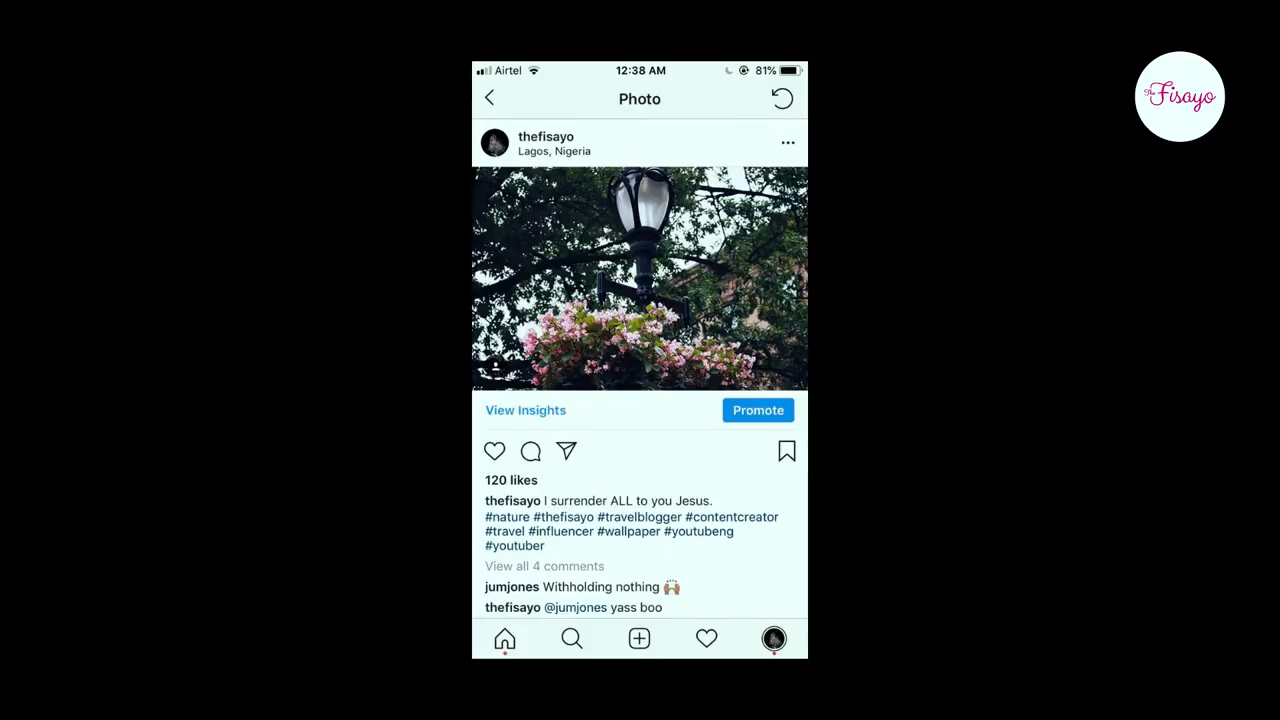 Airtel 12:38 AM 81%
Photo
The Fisayo
thefisayo
Lagos, Nigeria
View Insights Promote
120 likes
thefisayo I surrender ALL to you Jesus.
#nature #thefisayo #travelblogger #contentcreator
#travel #influencer #wallpaper #youtubeng
#youtuber
View all 4 comments
jumjones Withholding nothing 🙌🏽
thefisayo @jumjones yass boo